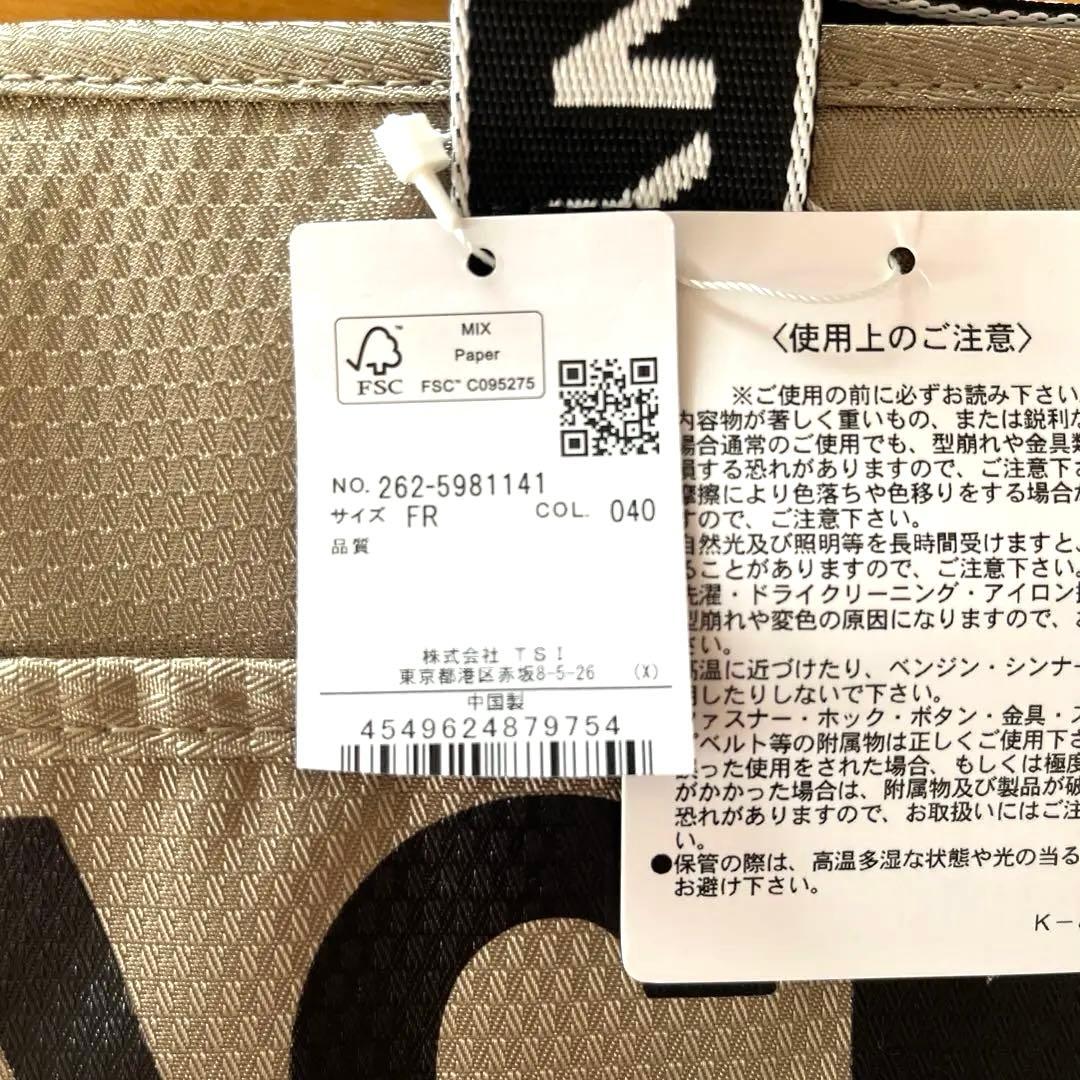 MIX
Paper
FSC
FSC™ C095275
NO. 262-5981141
サイズ FR COL. 040
品質
株式会社 TSI
東京都港区赤坂8-5-26 (X)
中国製
4549624879754
〈使用上のご注意〉
※ご使用の前に必ずお読み下さい
内容物が著しく重いもの、または鋭利な
場合通常のご使用でも、型崩れや金具類
損する恐れがありますので、ご注意下さ
摩擦により色落ちや色移りをする場合が
すので、ご注意下さい。
自然光及び照明等を長時間受けますと、
ることがありますので、ご注意下さい。
洗濯・ドライクリーニング・アイロン
型崩れや変色の原因になりますので、
さい。
高温に近づけたり、ベンジン・シンナー
用したりしないで下さい。
ファスナー・ホック・ボタン・金具・ス
ベルト等の附属物は正しくご使用下さ
誤った使用をされた場合、もしくは極度
がかかった場合は、附属物及び製品が破
恐れがありますので、お取扱いにはご注
い。
●保管の際は、高温多湿な状態や光の当る
お避け下さい。
K－